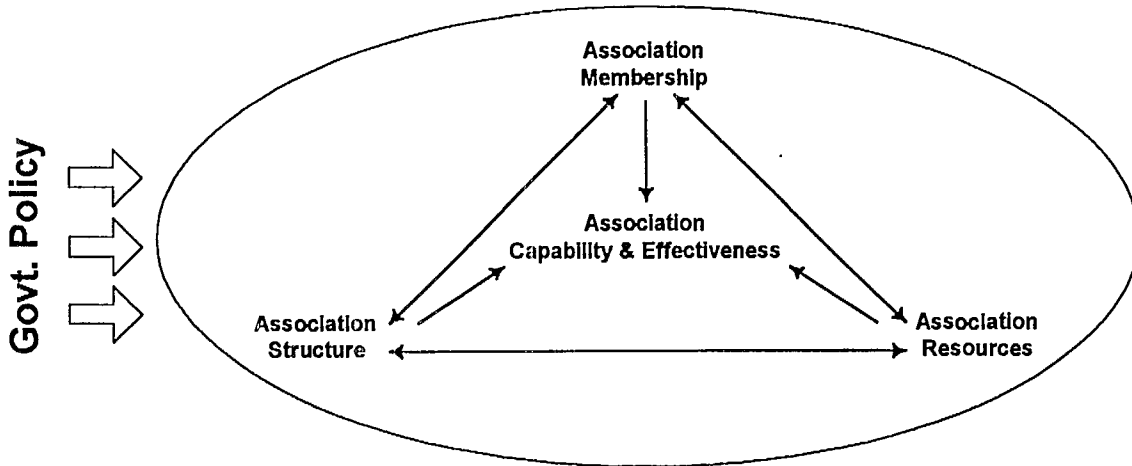 Govt. Policy
Association
Membership
Association
Capability & Effectiveness
Association
Structure
Association
Resources